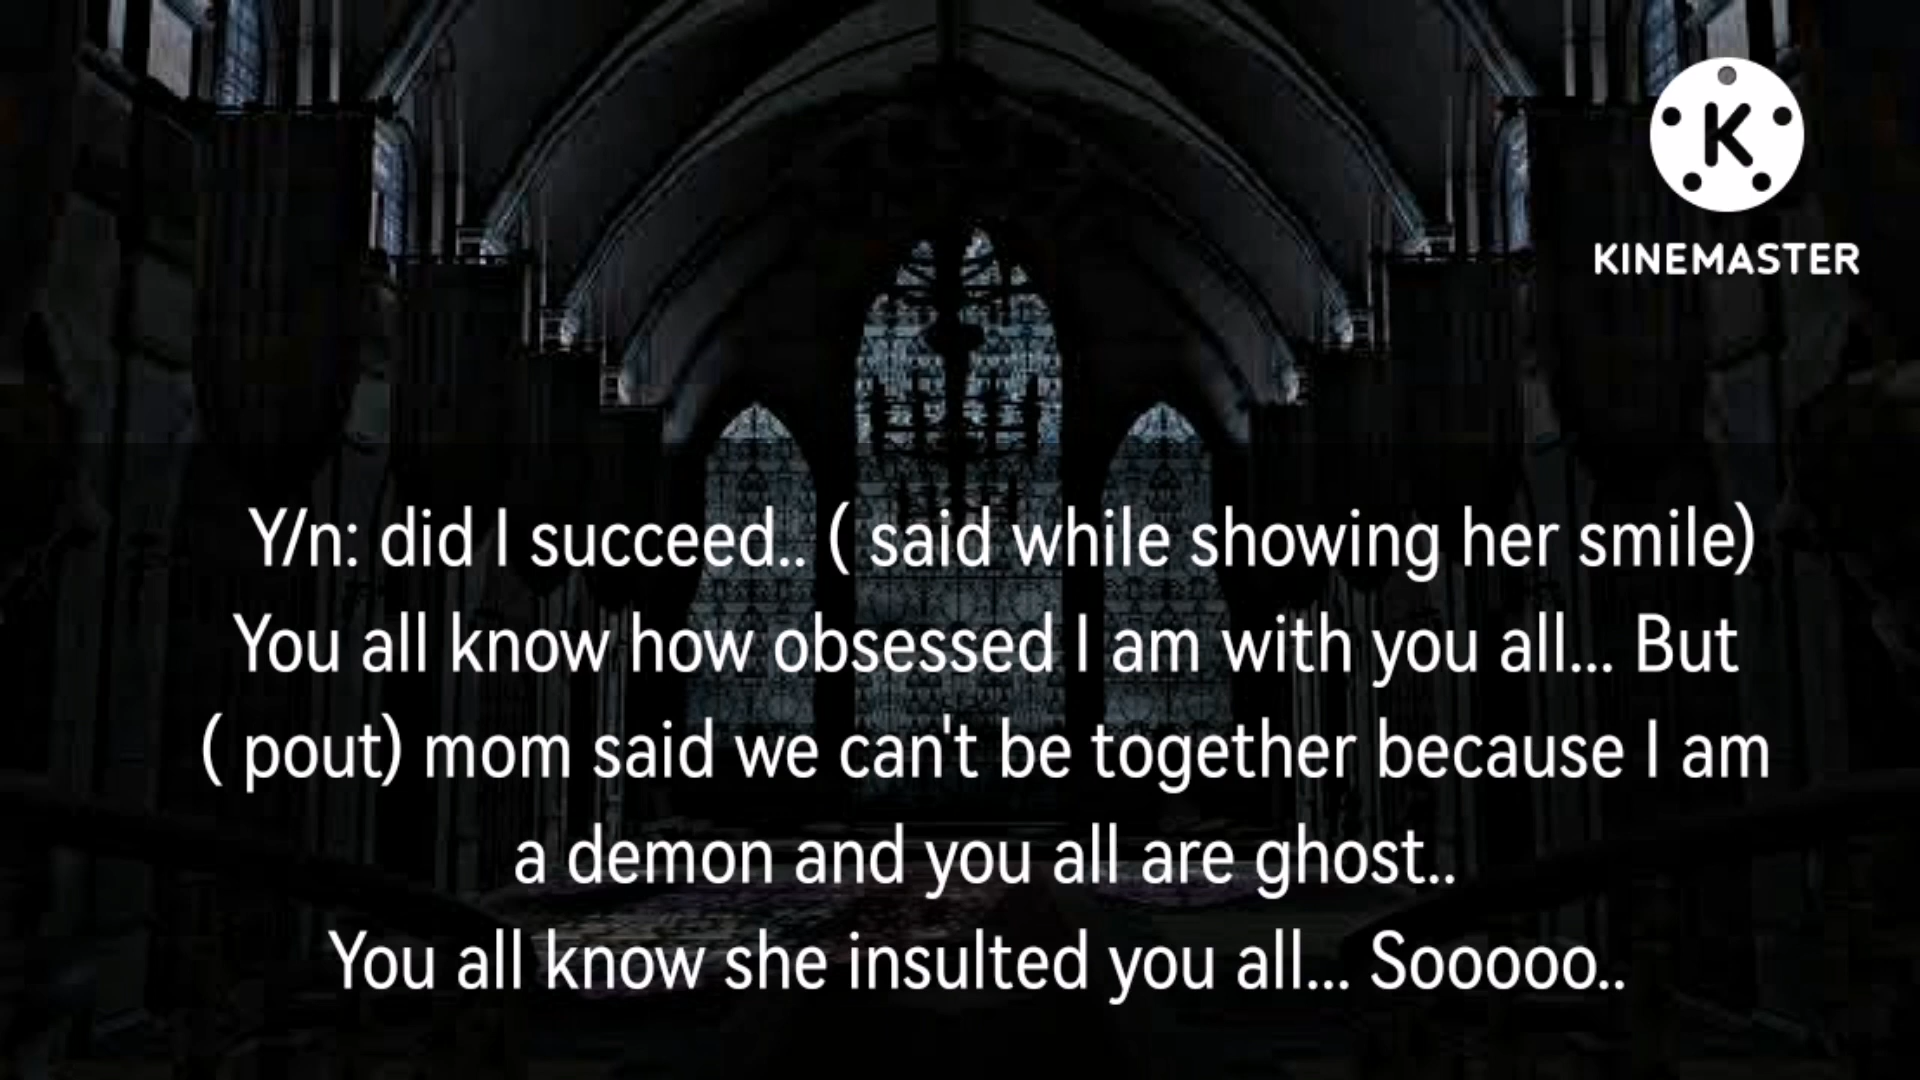 K
KINEMASTER
Y/n: did I succeed.. ( said while showing her smile)
You all know how obsessed I am with you all... But
( pout) mom said we can't be together because I am
a demon and you all are ghost..
You all know she insulted you all... Sooooo..